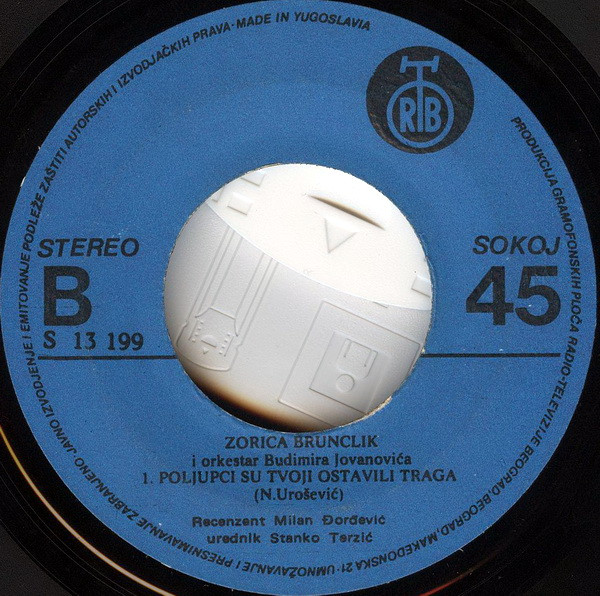 PRODUKCIJA GRAMOFONSKIH PLOČA RADIO-TELEVIZIJE BEOGRAD, BEOGRAD, MAKEDONSKA 21 · UMNOŽAVANJE I PRESNIMAVANJE ZABRANJENO JAVNO IZVODJENJE I EMITOVANJE PODLEŽE ZAŠTITI AUTORSKIH I IZVODJAČKIH PRAVA · MADE IN YUGOSLAVIA
RTB
STEREO
B
S 13 199
SOKOJ
45
ZORICA BRUNCLIK
i orkestar Budimira Jovanovića
1. POLJUPCI SU TVOJI OSTAVILI TRAGA
(N.Urošević)
Recenzent Milan Đorđević
urednik Stanko Terzić